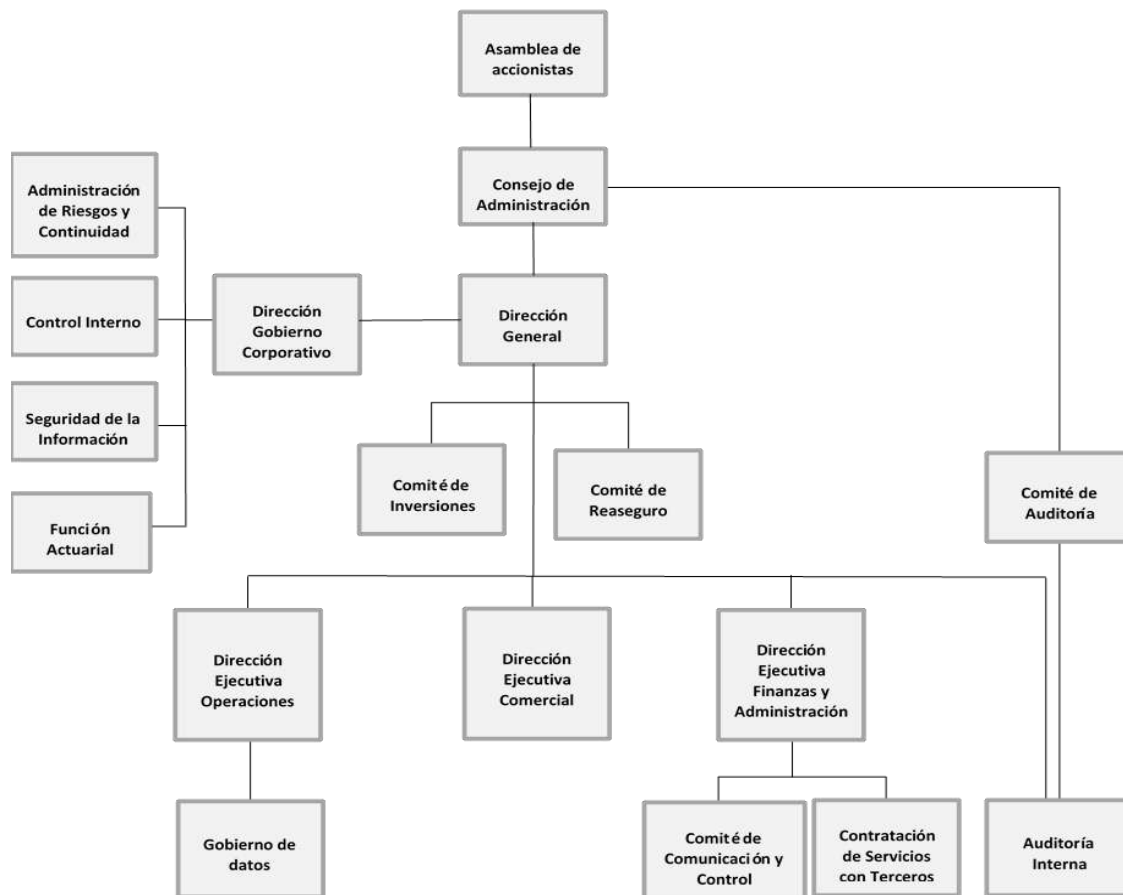 Asamblea de
accionistas
Consejo de
Administración
Administración
de Riesgos y
Continuidad
Control Interno
Seguridad de la
Información
Función
Actuarial
Dirección
Gobierno
Corporativo
Dirección
General
Comité de
Inversiones
Comité de
Reaseguro
Comité de
Auditoría
Dirección
Ejecutiva
Operaciones
Dirección
Ejecutiva
Comercial
Dirección
Ejecutiva
Finanzas y
Administración
Gobierno de
datos
Comité de
Comunicación y
Control
Contratación
de Servicios
con Terceros
Auditoría
Interna